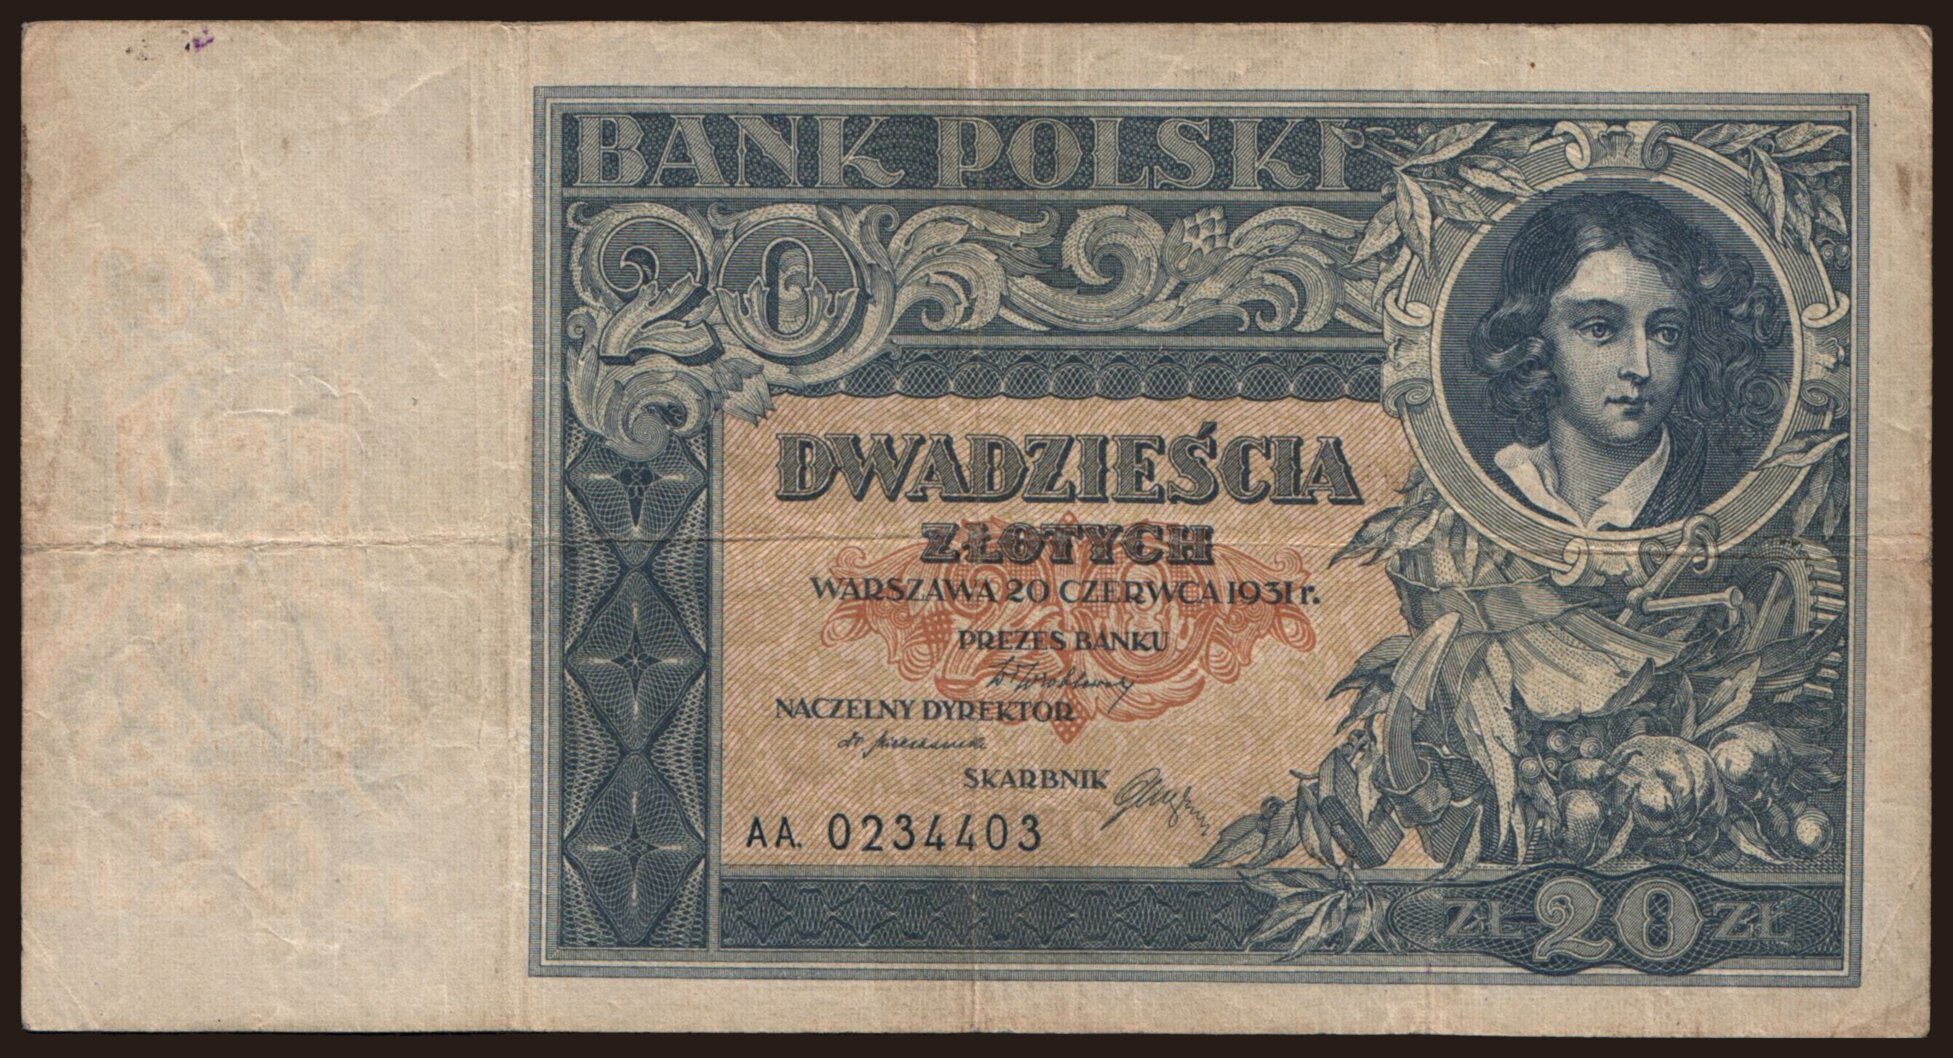 BANK POLSKI
20
DWADZIEŚCIA
ZŁOTYCH
WARSZAWA 20 CZERWCA 1931 r.
PREZES BANKU
NACZELNY DYREKTOR
SKARBNIK
AA. 0234403
ZŁ 20 ZŁ